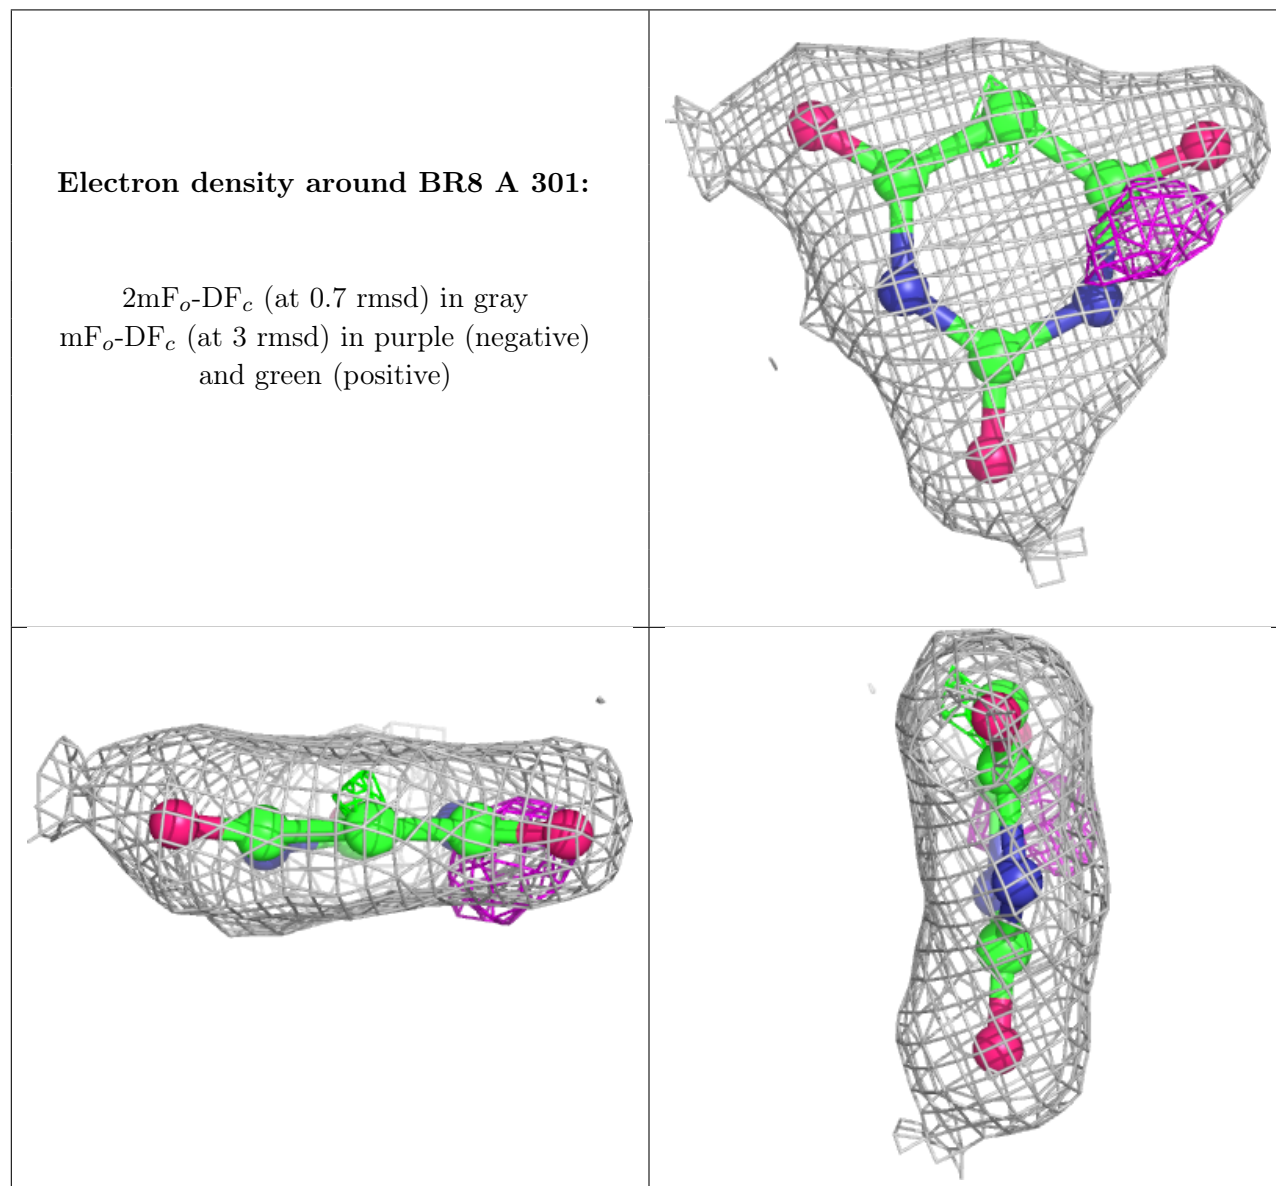 Electron density around BR8 A 301:
2mFo-DFc (at 0.7 rmsd) in gray
mFo-DFc (at 3 rmsd) in purple (negative)
and green (positive)